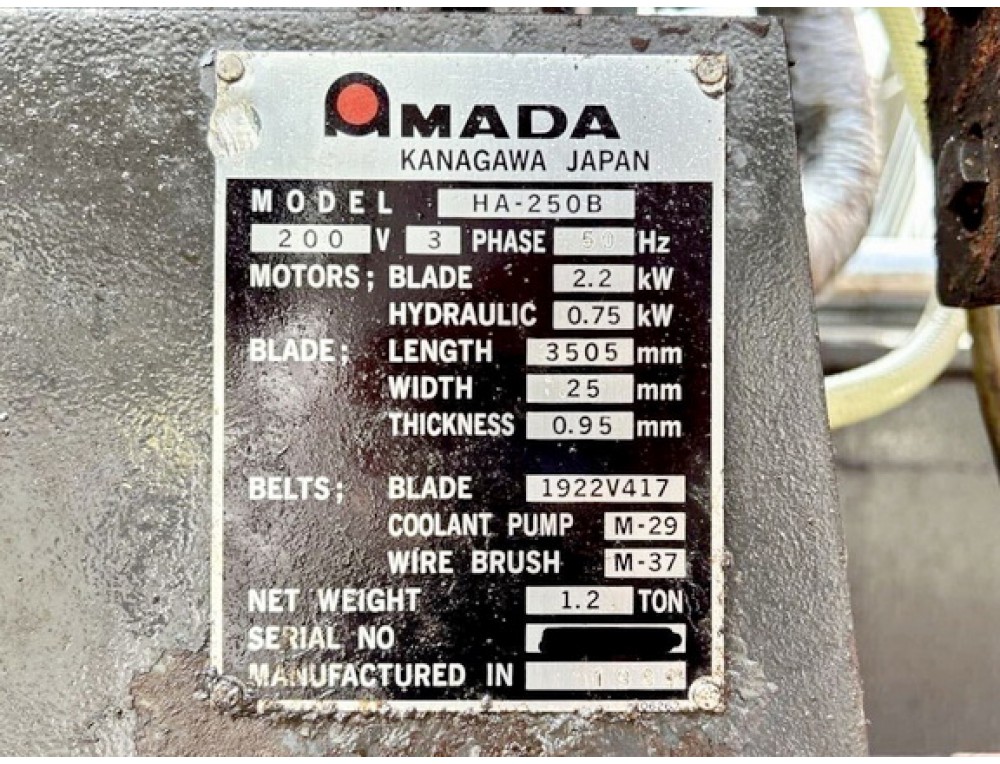 AMADA
KANAGAWA JAPAN
MODEL HA-250B
200 V 3 PHASE 50 Hz
MOTORS; BLADE 2.2 kW
HYDRAULIC 0.75 kW
BLADE; LENGTH 3505 mm
WIDTH 25 mm
THICKNESS 0.95 mm
BELTS; BLADE 1922V417
COOLANT PUMP M-29
WIRE BRUSH M-37
NET WEIGHT 1.2 TON
SERIAL NO
MANUFACTURED IN